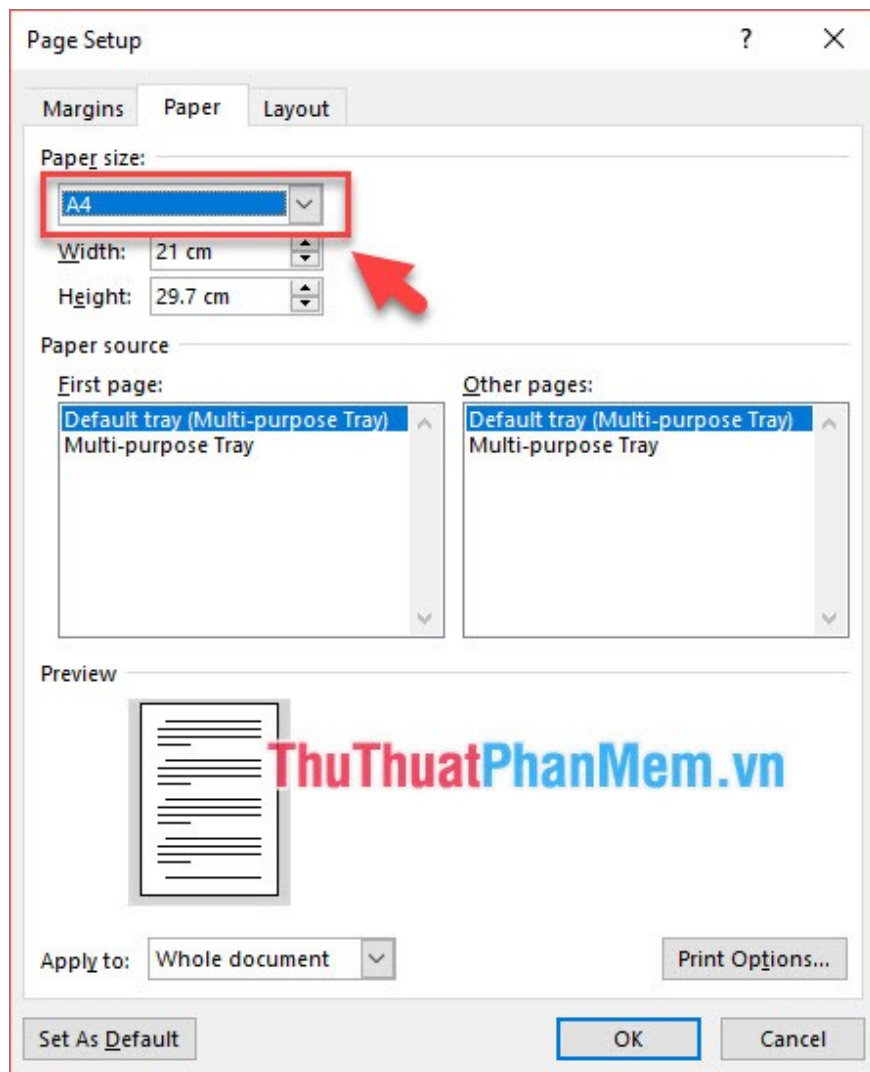 Page Setup ?
Margins Paper Layout
Paper size:
A4
Width: 21 cm
Height: 29.7 cm
Paper source
First page: Other pages:
Default tray (Multi-purpose Tray) Default tray (Multi-purpose Tray)
Multi-purpose Tray Multi-purpose Tray
Preview
ThuThuatPhanMem.vn
Apply to: Whole document Print Options...
Set As Default OK Cancel